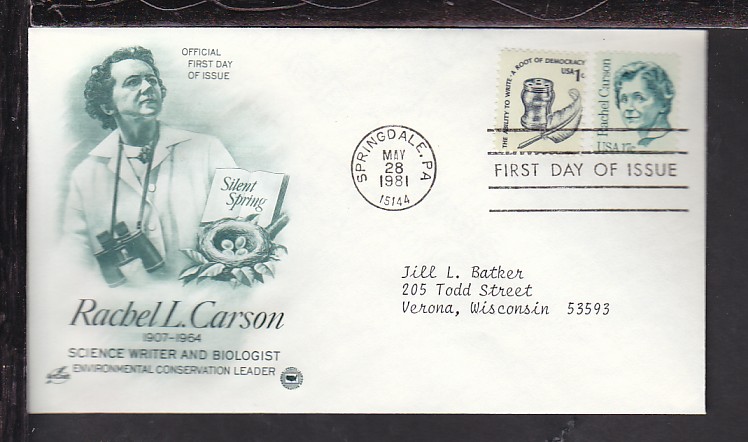 OFFICIAL
FIRST DAY
OF ISSUE
Silent
Spring
Rachel L. Carson
1907-1964
SCIENCE WRITER AND BIOLOGIST
ENVIRONMENTAL CONSERVATION LEADER
SPRINGDALE, PA
MAY
28
1981
15144
THE ABILITY TO WRITE · A ROOT OF DEMOCRACY
USA 1c
Rachel Carson
USA 17c
FIRST DAY OF ISSUE
Jill L. Batker
205 Todd Street
Verona, Wisconsin 53593